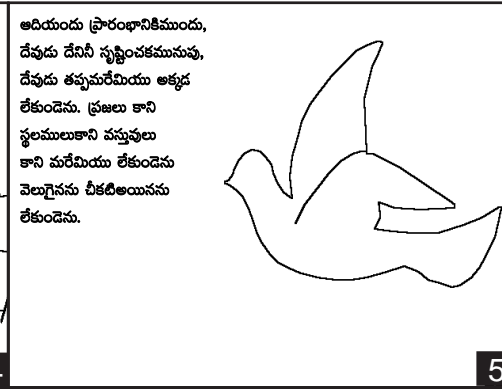 ఆదియందు ప్రారంభానికిముందు,
దేవుడు దేనినీ సృష్టించకమునుపు,
దేవుడు తప్పమరేమియు అక్కడ
లేకుండెను. ప్రజలు కాని
స్థలములుకాని వస్తువులు
కాని మరేమియు లేకుండెను
వెలుగైనను చీకటిఅయినను
లేకుండెను.
5